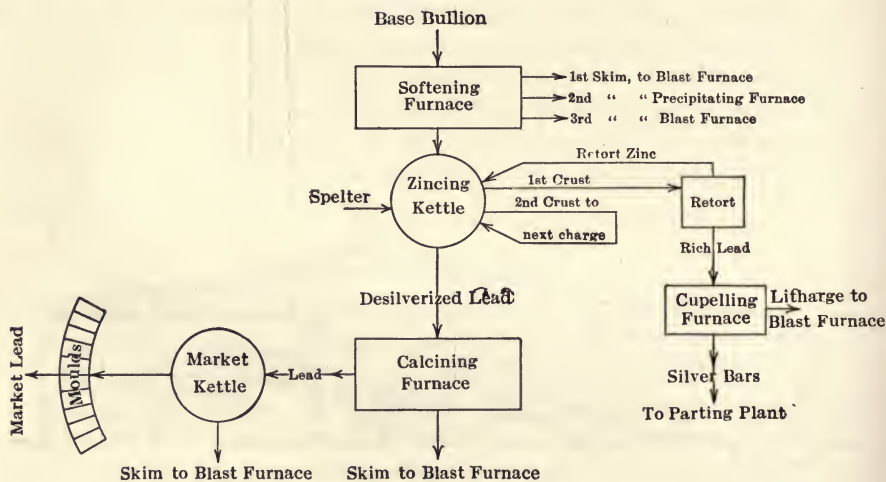 Base Bullion
Softening
Furnace
1st Skim, to Blast Furnace
2nd “ “ Precipitating Furnace
3rd “ “ Blast Furnace
Retort Zinc
1st Crust
Spelter
Zincing
Kettle
2nd Crust to
next charge
Retort
Rich Lead
Desilverized Lead
Cupelling
Furnace
Litharge to
Blast Furnace
Market Lead
Moulds
Market
Kettle
Lead
Calcining
Furnace
Silver Bars
To Parting Plant
Skim to Blast Furnace
Skim to Blast Furnace